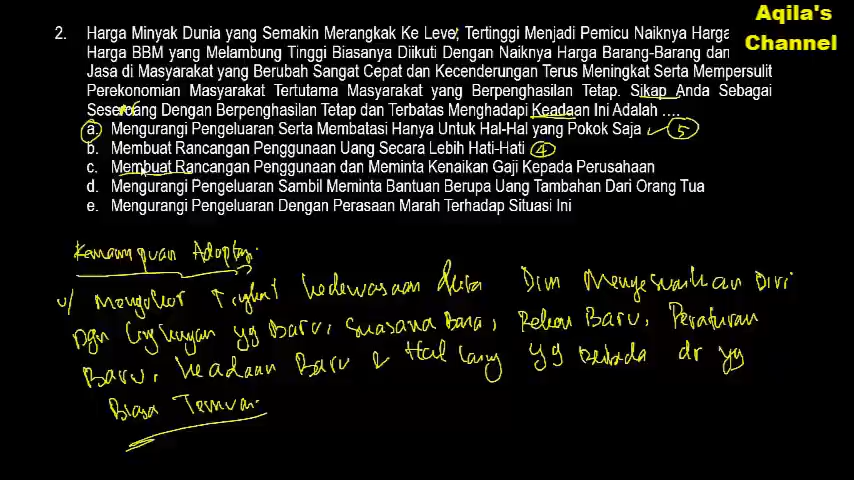 Aqila's
Channel
2. Harga Minyak Dunia yang Semakin Merangkak Ke Leve Tertinggi Menjadi Pemicu Naiknya Harga
Harga BBM yang Melambung Tinggi Biasanya Diikuti Dengan Naiknya Harga Barang-Barang dan
Jasa di Masyarakat yang Berubah Sangat Cepat dan Kecenderungan Terus Meningkat Serta Mempersulit
Perekonomian Masyarakat Tertutama Masyarakat yang Berpenghasilan Tetap. Sikap Anda Sebagai
Seseroang Dengan Berpenghasilan Tetap dan Terbatas Menghadapi Keadaan Ini Adalah ....
a. Mengurangi Pengeluaran Serta Membatasi Hanya Untuk Hal-Hal yang Pokok Saja 5
b. Membuat Rancangan Penggunaan Uang Secara Lebih Hati-Hati 4
c. Membuat Rancangan Penggunaan dan Meminta Kenaikan Gaji Kepada Perusahaan
d. Mengurangi Pengeluaran Sambil Meminta Bantuan Berupa Uang Tambahan Dari Orang Tua
e. Mengurangi Pengeluaran Dengan Perasaan Marah Terhadap Situasi Ini
Kemampuan Adaptasi
u/ Mengukur Tingkat kedewasaan kita Dlm Menyesuaikan Diri
Dgn Lingkungan yg Baru, Suasana Baru, Rekan Baru, Peraturan
Baru, keadaan Baru & Hal yg Berbeda dr yg
Biasa Temui